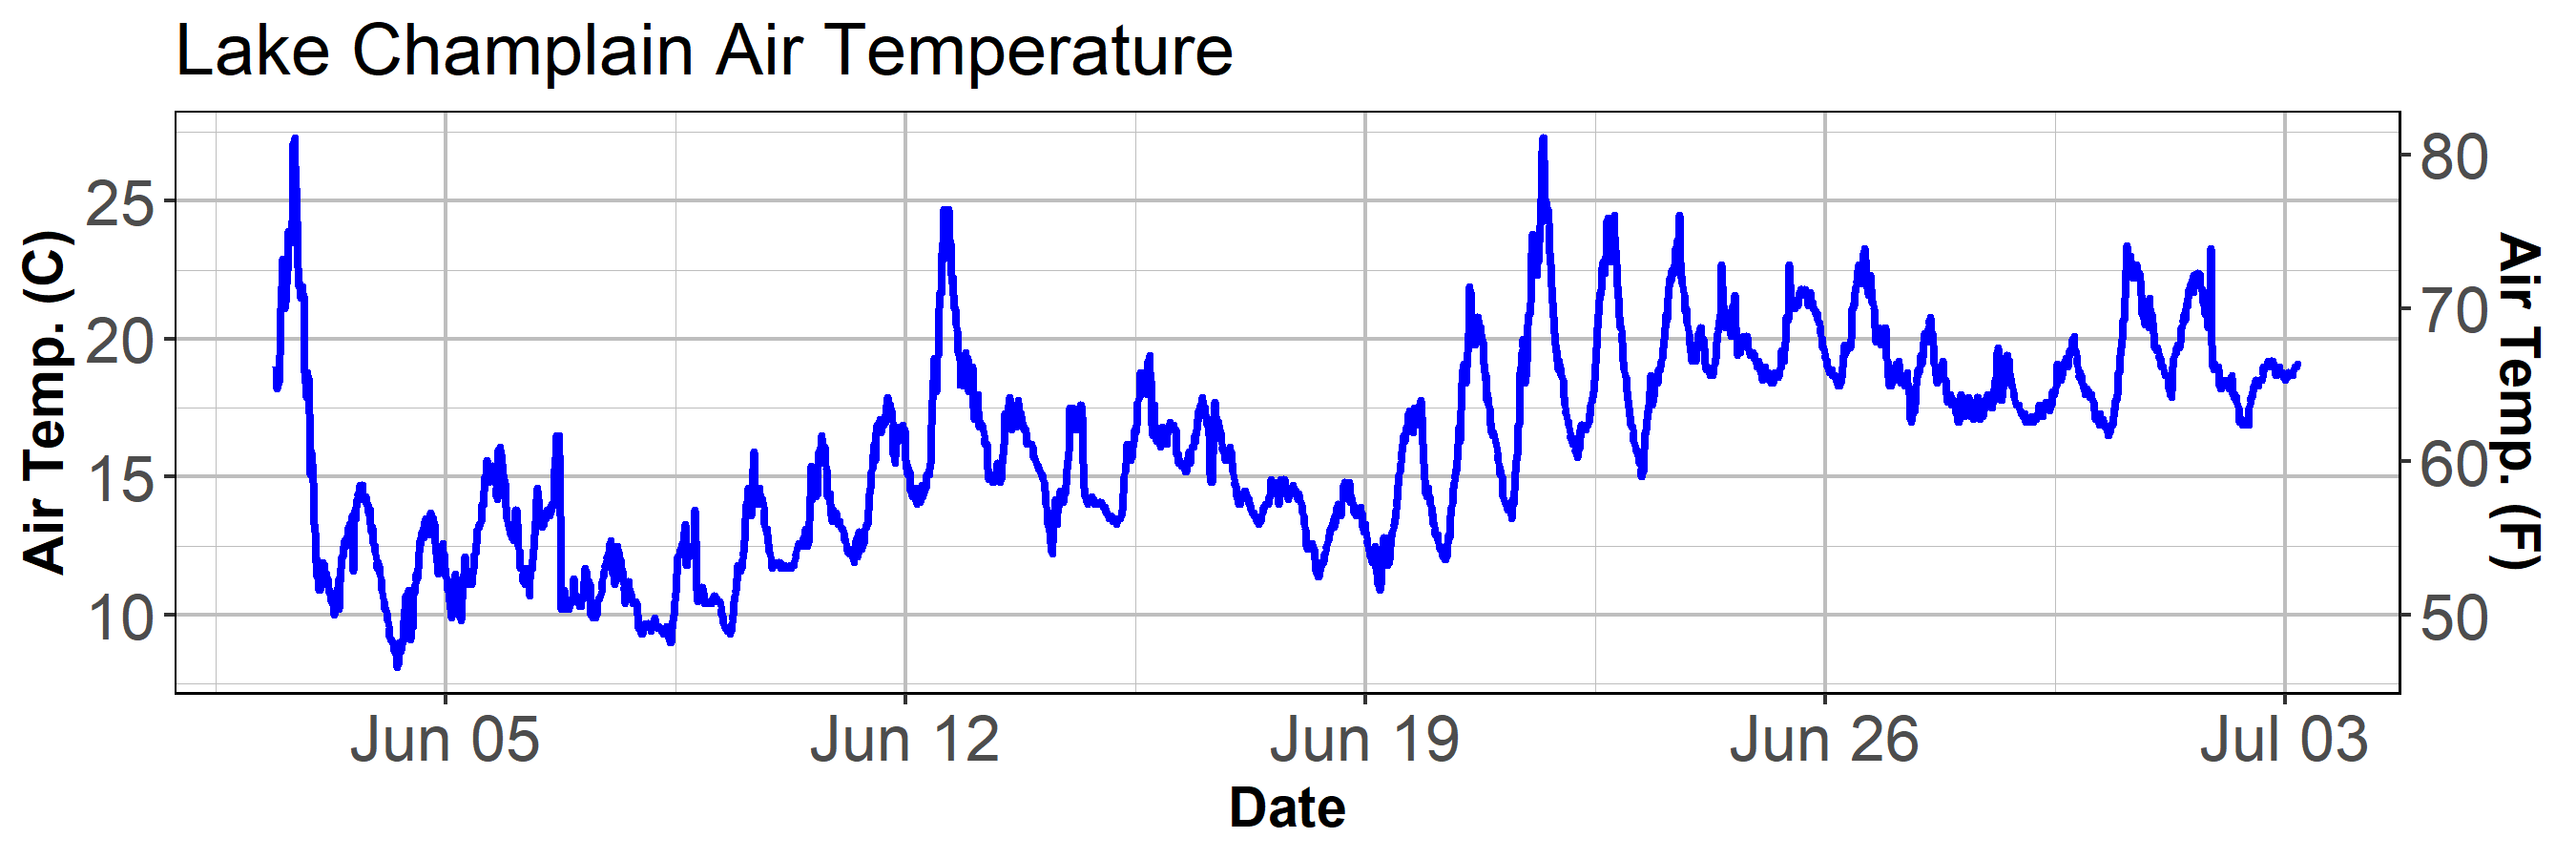 Lake Champlain Air Temperature
Air Temp. (C)
25
20
15
10
80
70
60
50
Air Temp. (F)
Jun 05
Jun 12
Jun 19
Jun 26
Jul 03
Date